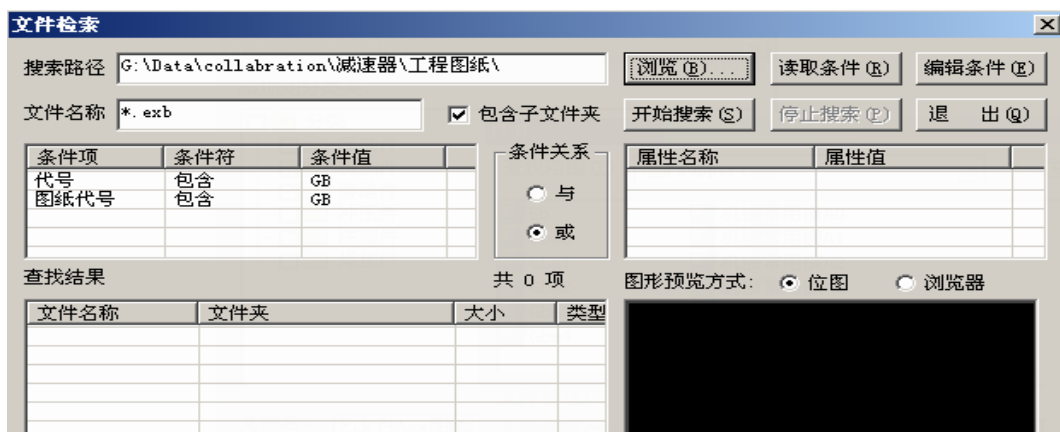 文件检索
搜索路径 G:\Data\collabration\减速器\工程图纸\ 浏览(B)... 读取条件(R) 编辑条件(E)
文件名称 *.exb 包含子文件夹 开始搜索(S) 停止搜索(P) 退 出(Q)
条件项 条件符 条件值 条件关系 属性名称 属性值
代号 包含 GB 与
图纸代号 包含 GB
或
查找结果 共 0 项 图形预览方式: 位图 浏览器
文件名称 文件夹 大小 类型